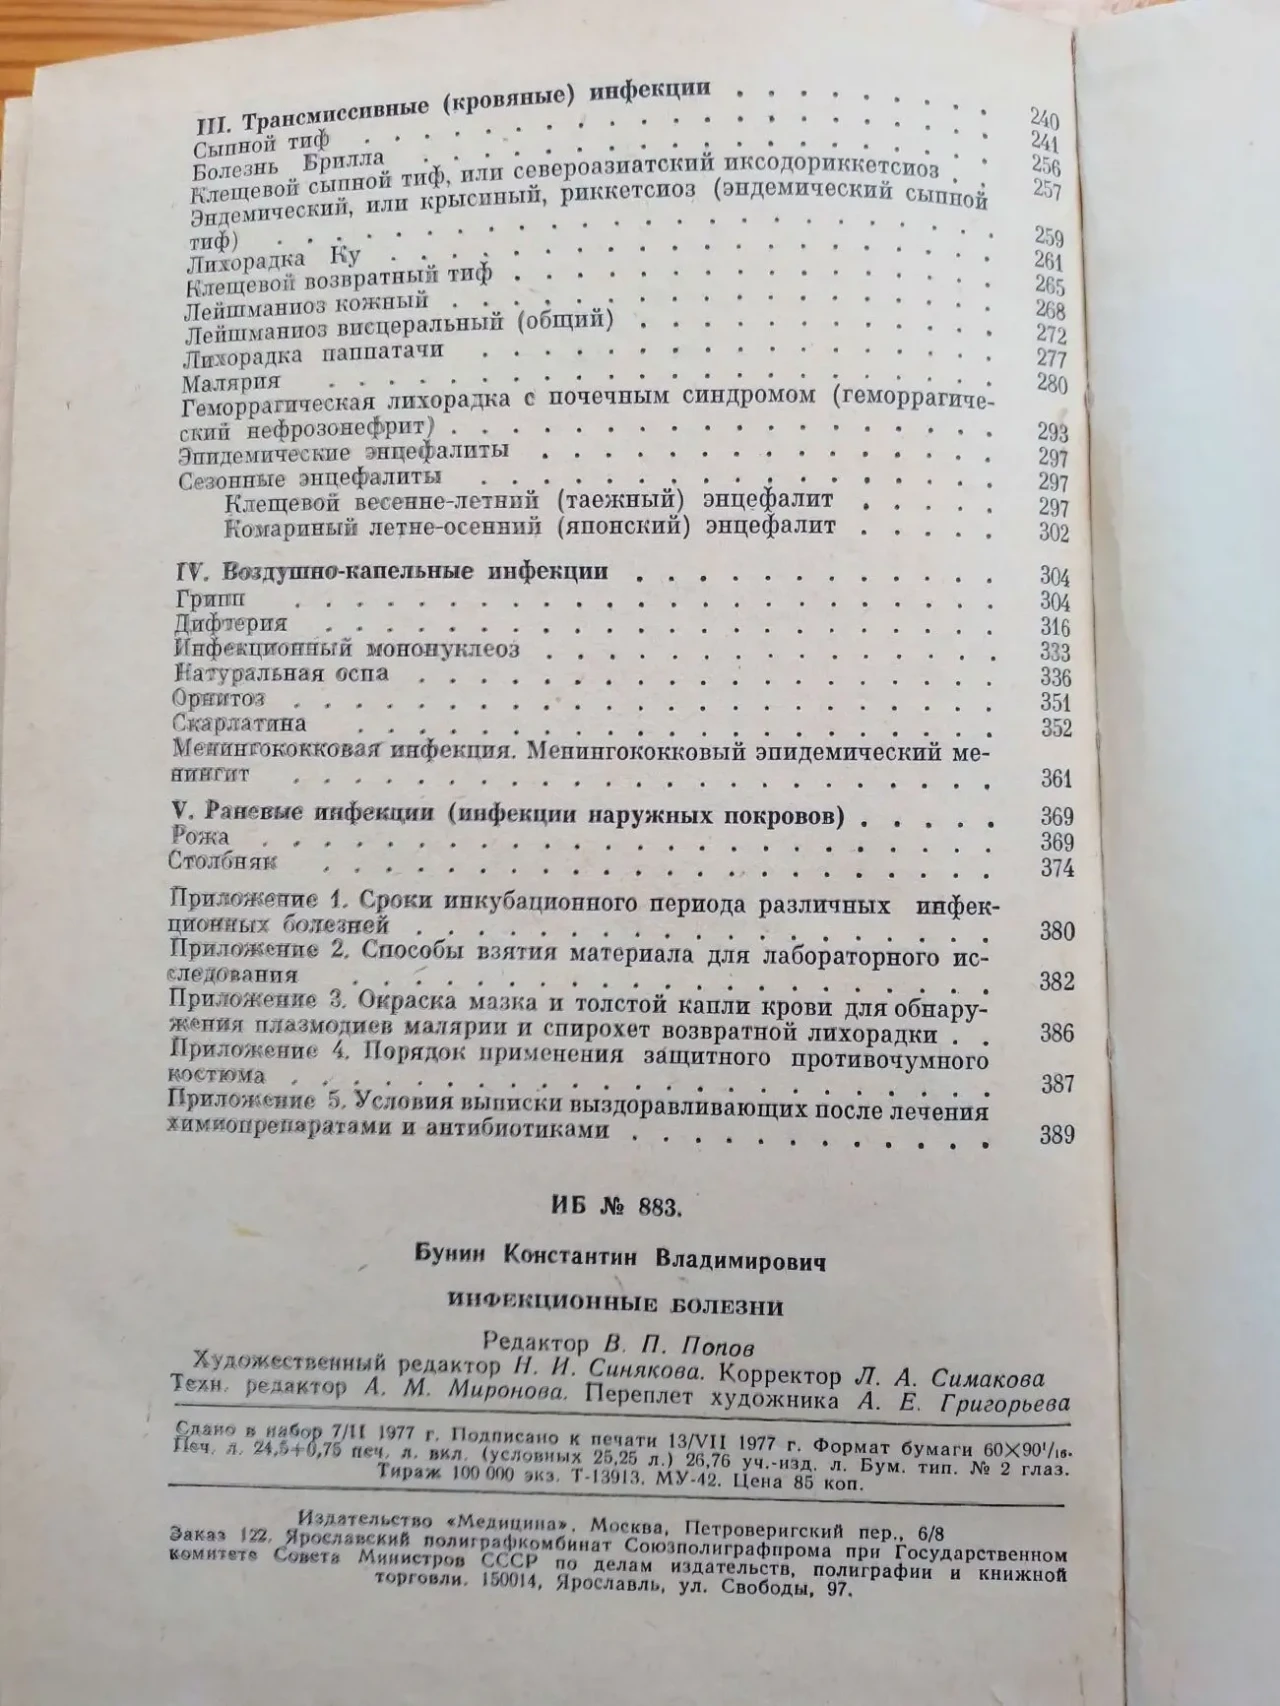 III. Трансмиссивные (кровяные) инфекции . . . . . . . . . 240
Сыпной тиф . . . . . . . . . . . . . . . . . . . . 241
Болезнь Брилла . . . . . . . . . . . . . . . . . . 256
Клещевой сыпной тиф, или североазиатский иксодориккетсиоз . . 257
Эндемический, или крысиный, риккетсиоз (эндемический сыпной
тиф) . . . . . . . . . . . . . . . . . . . . . . . 259
Лихорадка Ку . . . . . . . . . . . . . . . . . . . 261
Клещевой возвратный тиф . . . . . . . . . . . . . . 265
Лейшманиоз кожный . . . . . . . . . . . . . . . . . 268
Лейшманиоз висцеральный (общий) . . . . . . . . . . 272
Лихорадка паппатачи . . . . . . . . . . . . . . . . 277
Малярия . . . . . . . . . . . . . . . . . . . . . . 280
Геморрагическая лихорадка с почечным синдромом (геморрагиче-
ский нефрозонефрит) . . . . . . . . . . . . . . . . 293
Эпидемические энцефалиты . . . . . . . . . . . . . 297
Сезонные энцефалиты . . . . . . . . . . . . . . . . 297
Клещевой весенне-летний (таежный) энцефалит . . . . . 297
Комариный летне-осенний (японский) энцефалит . . . . . 302
IV. Воздушно-капельные инфекции . . . . . . . . . . . . 304
Грипп . . . . . . . . . . . . . . . . . . . . . . . 304
Дифтерия . . . . . . . . . . . . . . . . . . . . . 316
Инфекционный мононуклеоз . . . . . . . . . . . . . 333
Натуральная оспа . . . . . . . . . . . . . . . . . 336
Орнитоз . . . . . . . . . . . . . . . . . . . . . . 351
Скарлатина . . . . . . . . . . . . . . . . . . . . 352
Менингококковая инфекция. Менингококковый эпидемический ме-
нингит . . . . . . . . . . . . . . . . . . . . . . 361
V. Раневые инфекции (инфекции наружных покровов) . . . . . 369
Рожа . . . . . . . . . . . . . . . . . . . . . . . 369
Столбняк . . . . . . . . . . . . . . . . . . . . . 374
Приложение 1. Сроки инкубационного периода различных инфек-
ционных болезней . . . . . . . . . . . . . . . . . 380
Приложение 2. Способы взятия материала для лабораторного ис-
следования . . . . . . . . . . . . . . . . . . . . 382
Приложение 3. Окраска мазка и толстой капли крови для обнару-
жения плазмодиев малярии и спирохет возвратной лихорадки . . 386
Приложение 4. Порядок применения защитного противочумного
костюма . . . . . . . . . . . . . . . . . . . . . . 387
Приложение 5. Условия выписки выздоравливающих после лечения
химиопрепаратами и антибиотиками . . . . . . . . . . . 389
ИБ № 883.
Бунин Константин Владимирович
ИНФЕКЦИОННЫЕ БОЛЕЗНИ
Редактор В. П. Попов
Художественный редактор Н. И. Синякова. Корректор Л. А. Симакова
Техн. редактор А. М. Миронова. Переплет художника А. Е. Григорьева
Сдано в набор 7/II 1977 г. Подписано к печати 13/VII 1977 г. Формат бумаги 60×90¹/₁₆.
Печ. л. 24,5+0,75 печ. л. вкл. (условных 25,25 л.) 26,76 уч.-изд. л. Бум. тип. № 2 глаз.
Тираж 100 000 экз. Т-13913. МУ-42. Цена 85 коп.
Издательство «Медицина». Москва, Петроверигский пер., 6/8
Заказ 122. Ярославский полиграфкомбинат Союзполиграфпрома при Государственном
комитете Совета Министров СССР по делам издательств, полиграфии и книжной
торговли. 150014, Ярославль, ул. Свободы, 97.